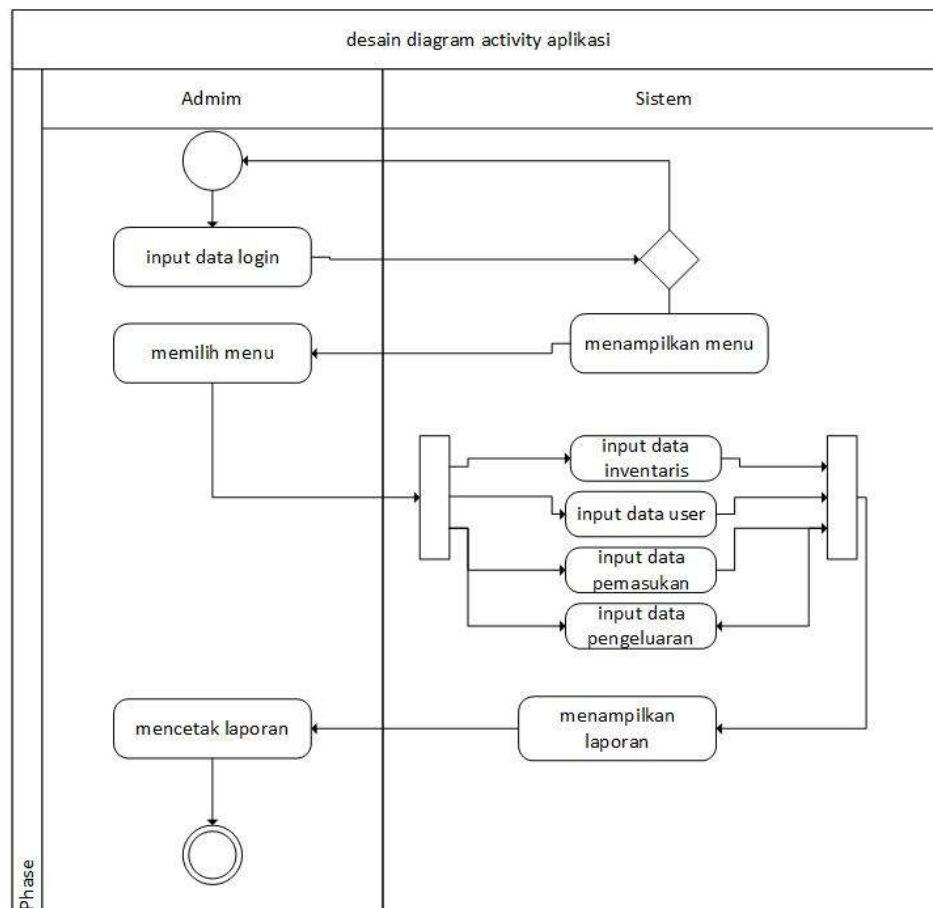 desain diagram activity aplikasi
Admim
Sistem
input data login
memilih menu
menampilkan menu
input data
inventaris
input data user
input data
pemasukan
input data
pengeluaran
mencetak laporan
menampilkan
laporan
Phase